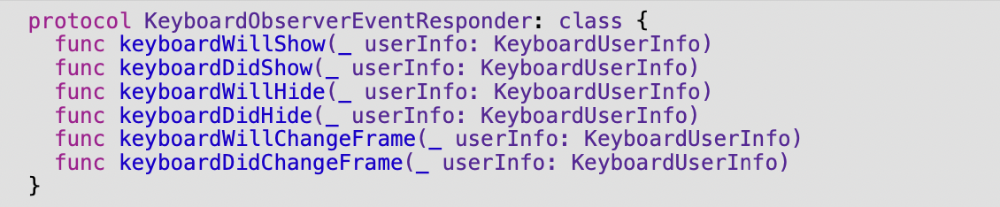 protocol KeyboardObserverEventResponder: class {
  func keyboardWillShow(_ userInfo: KeyboardUserInfo)
  func keyboardDidShow(_ userInfo: KeyboardUserInfo)
  func keyboardWillHide(_ userInfo: KeyboardUserInfo)
  func keyboardDidHide(_ userInfo: KeyboardUserInfo)
  func keyboardWillChangeFrame(_ userInfo: KeyboardUserInfo)
  func keyboardDidChangeFrame(_ userInfo: KeyboardUserInfo)
}